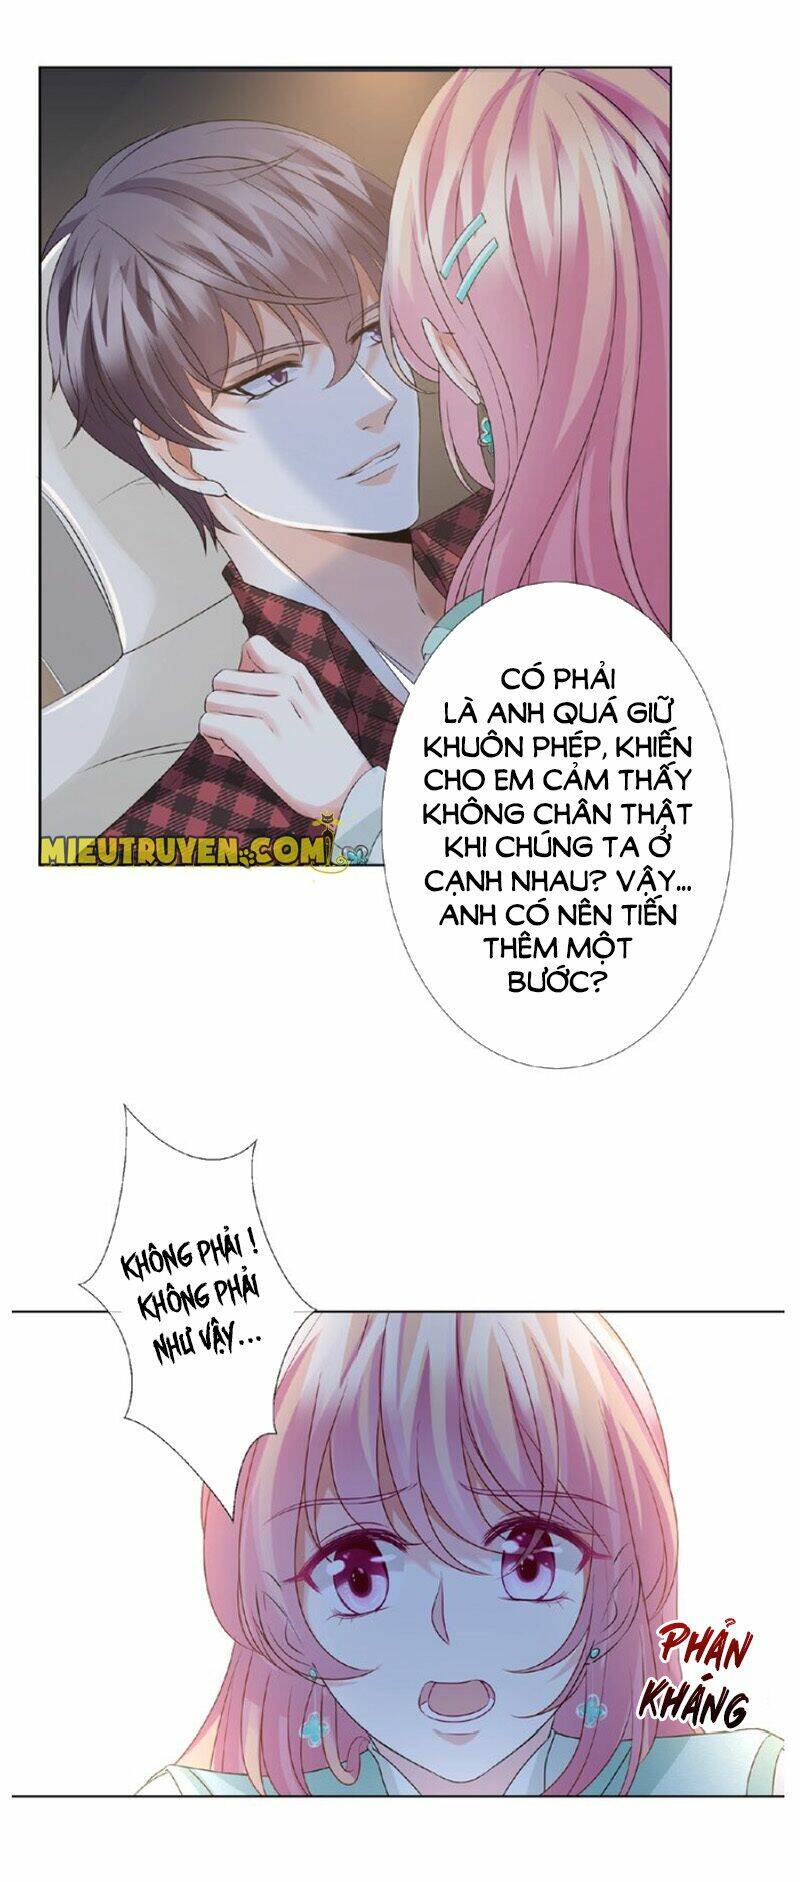 CÓ PHẢI
LÀ ANH QUÁ GIỮ
KHUÔN PHÉP, KHIẾN
CHO EM CẢM THẤY
KHÔNG CHÂN THẬT
KHI CHÚNG TA Ở
CẠNH NHAU? VẬY...
ANH CÓ NÊN TIẾN
THÊM MỘT
BƯỚC?
MIEUTRUYEN.COM
KHÔNG PHẢI !
KHÔNG PHẢI
NHƯ VẬY...
PHẢN
KHÁNG